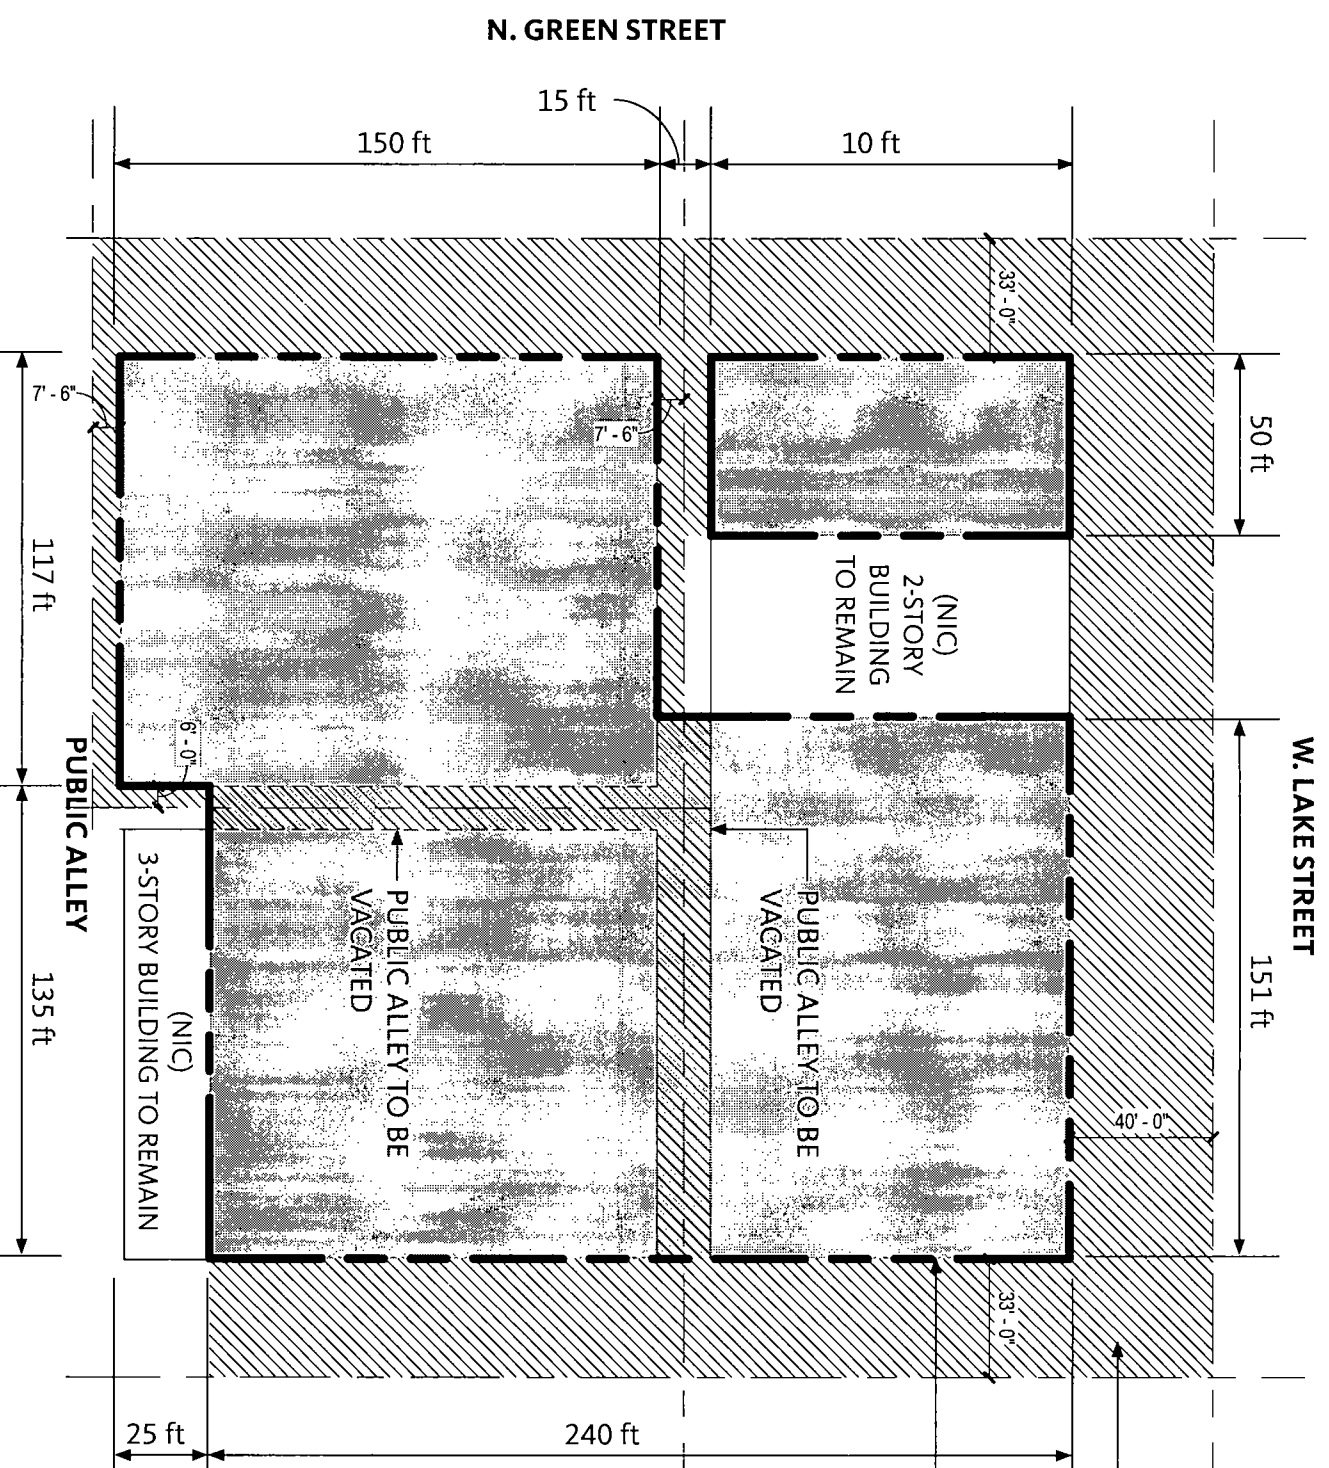 N. GREEN STREET
15 ft
150 ft
10 ft
33' - 0"
7' - 6"
7' - 6"
50 ft
117 ft
(NIC)
2-STORY
BUILDING
TO REMAIN
6' - 0"
PUBLIC ALLEY
W. LAKE STREET
PUBLIC ALLEY TO BE
VACATED
PUBLIC ALLEY TO BE
VACATED
151 ft
135 ft
(NIC)
3-STORY BUILDING TO REMAIN
40' - 0"
33' - 0"
25 ft
240 ft